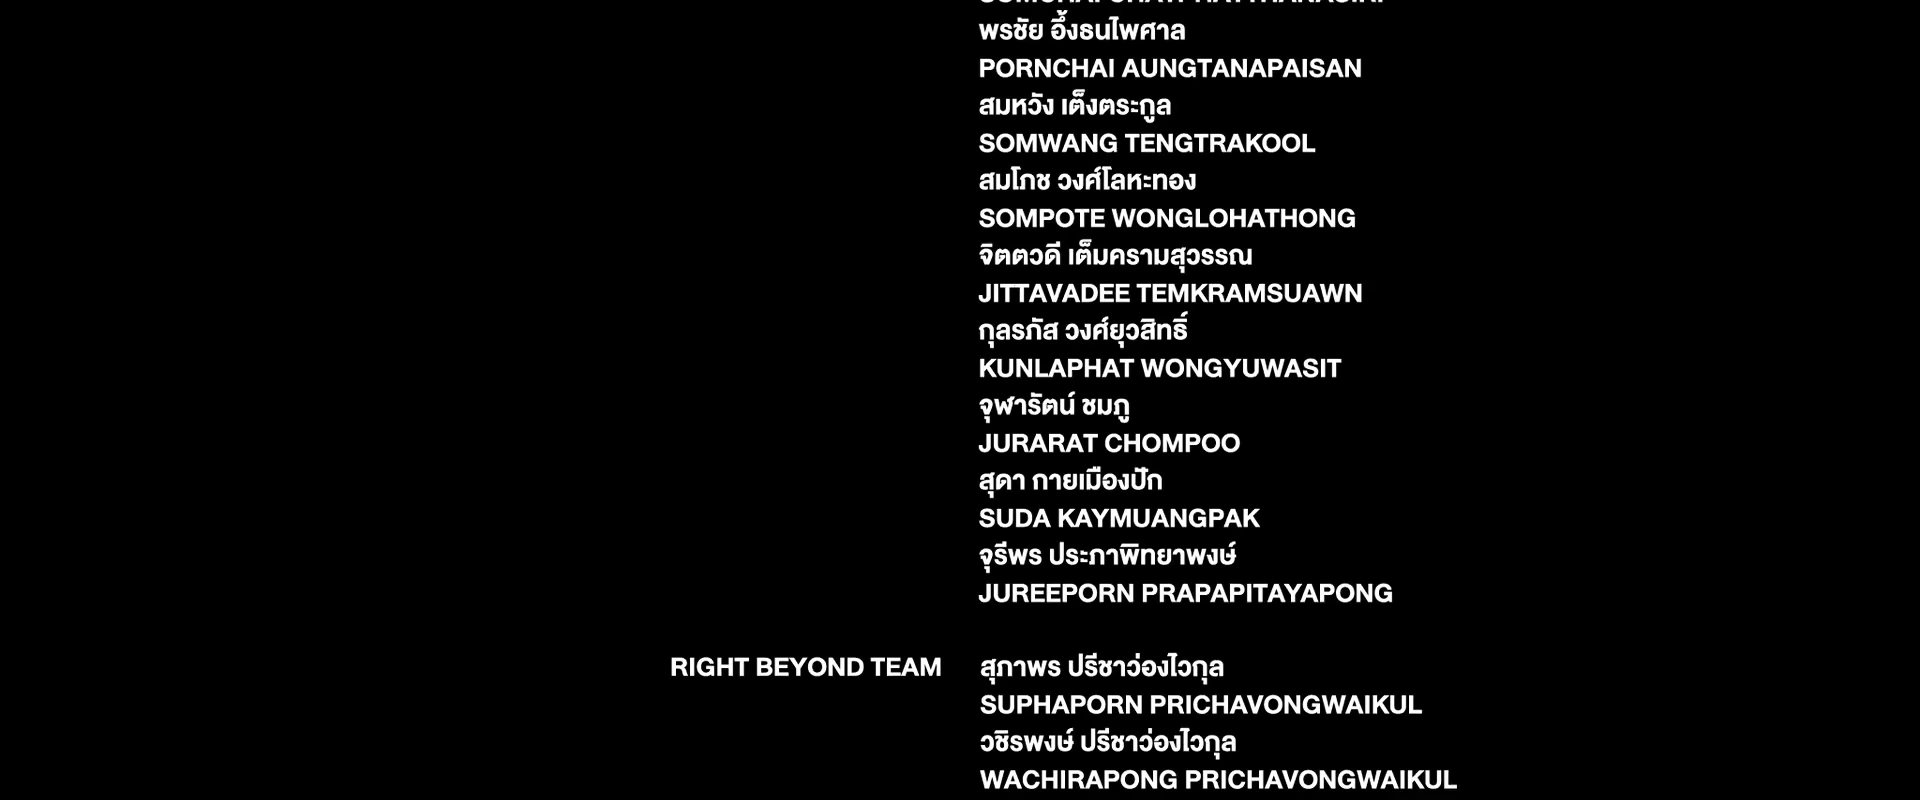 พรชัย อึ้งธนไพศาล
PORNCHAI AUNGTANAPAISAN
สมหวัง เต็งตระกูล
SOMWANG TENGTRAKOOL
สมโภช วงศ์โลหะทอง
SOMPOTE WONGLOHATHONG
จิตตวดี เต็มครามสุวรรณ
JITTAVADEE TEMKRAMSUAWN
กุลรภัส วงศ์ยุวสิทธิ์
KUNLAPHAT WONGYUWASIT
จุฬารัตน์ ชมภู
JURARAT CHOMPOO
สุดา กายเมืองปัก
SUDA KAYMUANGPAK
จุรีพร ประภาพิทยาพงษ์
JUREEPORN PRAPAPITAYAPONG
RIGHT BEYOND TEAM สุภาพร ปรีชาว่องไวกุล
SUPHAPORN PRICHAVONGWAIKUL
วชิรพงษ์ ปรีชาว่องไวกุล
WACHIRAPONG PRICHAVONGWAIKUL